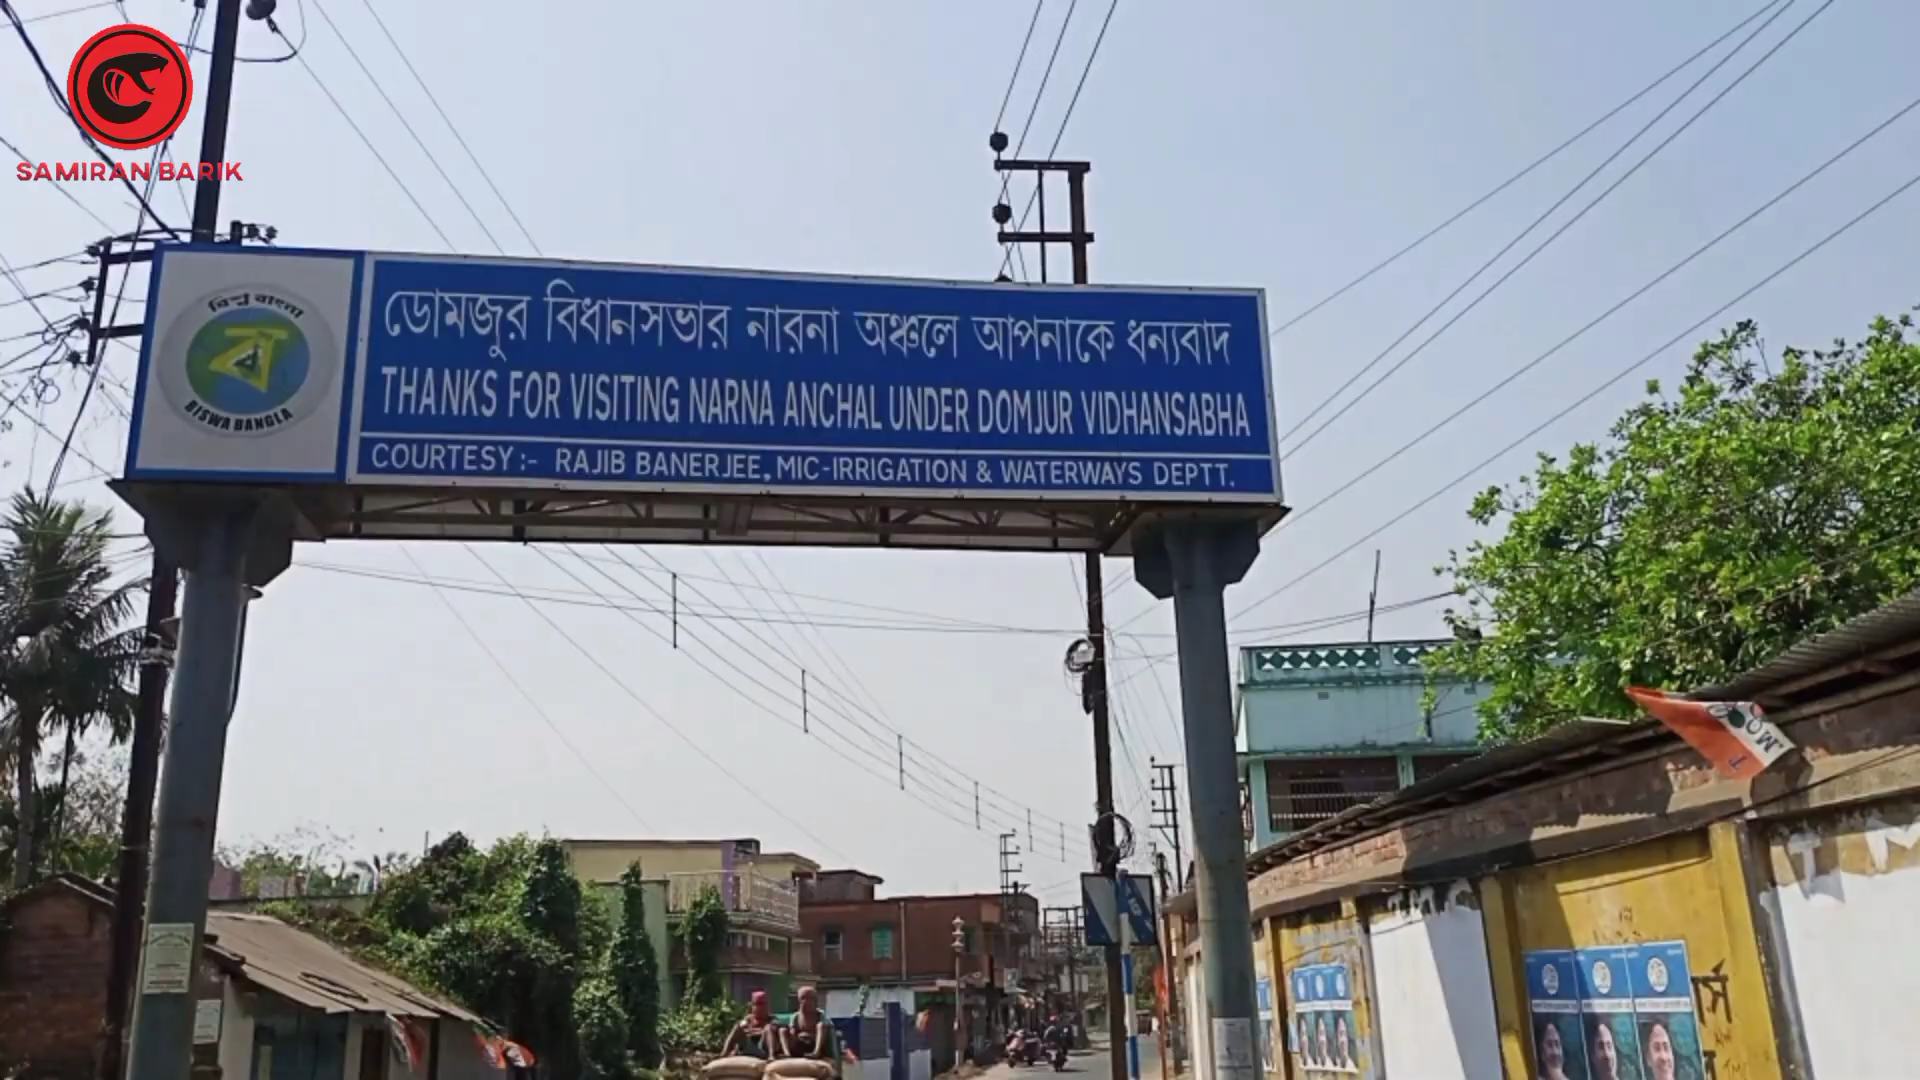 SAMIRAN BARIK
বিশ্ব বাংলা
BISWA BANGLA
ডোমজুর বিধানসভার নারনা অঞ্চলে আপনাকে ধন্যবাদ
THANKS FOR VISITING NARNA ANCHAL UNDER DOMJUR VIDHANSABHA
COURTESY:- RAJIB BANERJEE, MIC-IRRIGATION & WATERWAYS DEPTT.